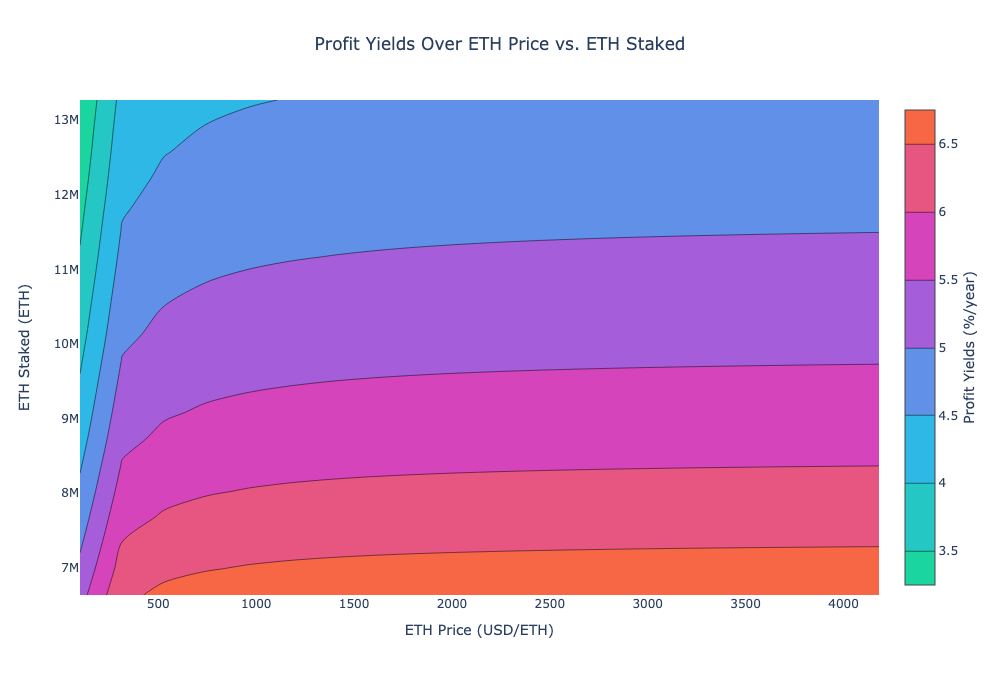 Profit Yields Over ETH Price vs. ETH Staked
13M
12M
11M
10M
9M
8M
7M
ETH Staked (ETH)
500
1000
1500
2000
2500
3000
3500
4000
ETH Price (USD/ETH)
6.5
6
5.5
5
4.5
4
3.5
Profit Yields (%/year)